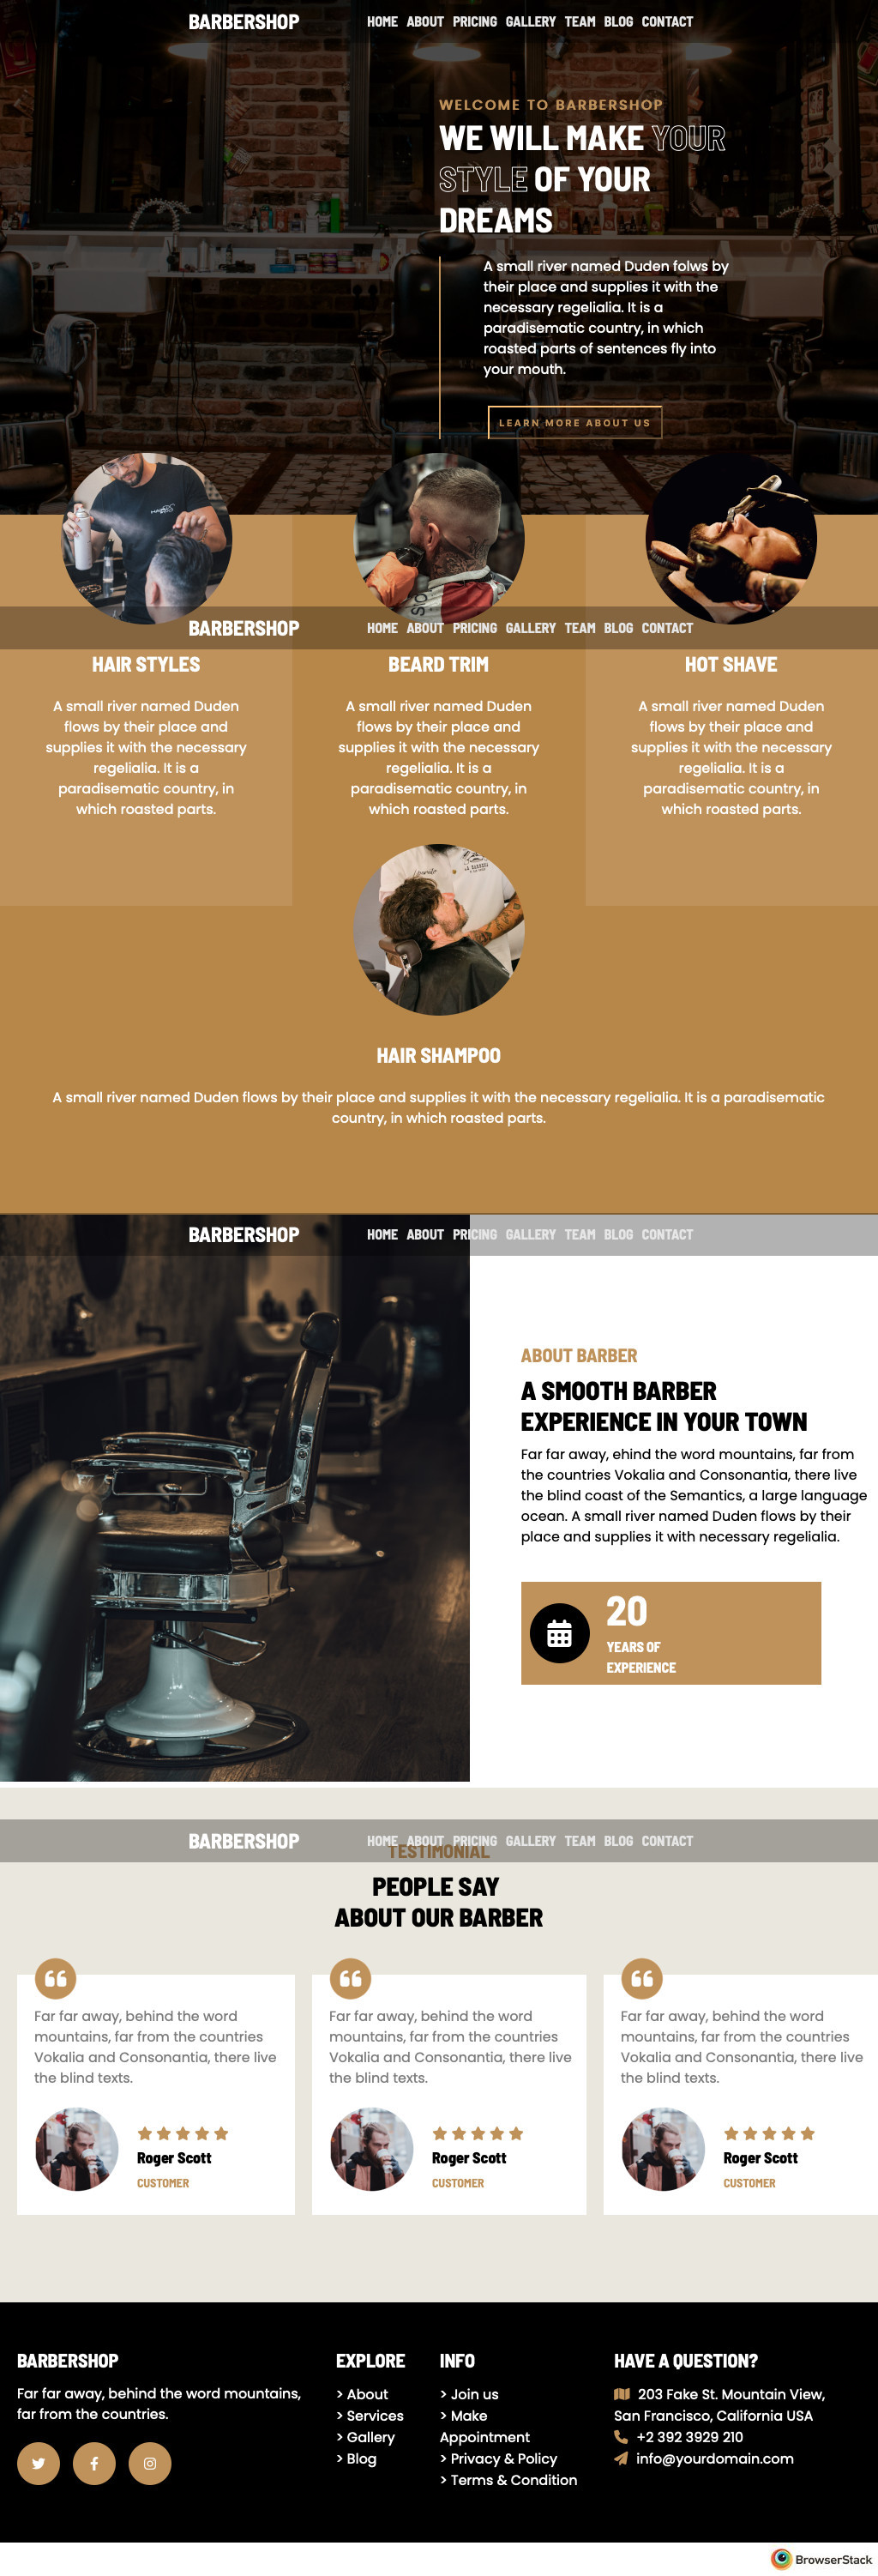 BARBERSHOP
HOME ABOUT PRICING GALLERY TEAM BLOG CONTACT
WELCOME TO BARBERSHOP
WE WILL MAKE YOUR
STYLE OF YOUR
DREAMS
A small river named Duden folws by
their place and supplies it with the
necessary regelialia. It is a
paradisematic country, in which
roasted parts of sentences fly into
your mouth.
LEARN MORE ABOUT US
BARBERSHOP
HOME ABOUT PRICING GALLERY TEAM BLOG CONTACT
HAIR STYLES
A small river named Duden
flows by their place and
supplies it with the necessary
regelialia. It is a
paradisematic country, in
which roasted parts.
BEARD TRIM
A small river named Duden
flows by their place and
supplies it with the necessary
regelialia. It is a
paradisematic country, in
which roasted parts.
HOT SHAVE
A small river named Duden
flows by their place and
supplies it with the necessary
regelialia. It is a
paradisematic country, in
which roasted parts.
HAIR SHAMPOO
A small river named Duden flows by their place and supplies it with the necessary regelialia. It is a paradisematic
country, in which roasted parts.
BARBERSHOP
HOME ABOUT PRICING GALLERY TEAM BLOG CONTACT
ABOUT BARBER
A SMOOTH BARBER
EXPERIENCE IN YOUR TOWN
Far far away, ehind the word mountains, far from
the countries Vokalia and Consonantia, there live
the blind coast of the Semantics, a large language
ocean. A small river named Duden flows by their
place and supplies it with necessary regelialia.
20
YEARS OF
EXPERIENCE
BARBERSHOP
HOME ABOUT PRICING GALLERY TEAM BLOG CONTACT
TESTIMONIAL
PEOPLE SAY
ABOUT OUR BARBER
Far far away, behind the word
mountains, far from the countries
Vokalia and Consonantia, there live
the blind texts.
Roger Scott
CUSTOMER
Far far away, behind the word
mountains, far from the countries
Vokalia and Consonantia, there live
the blind texts.
Roger Scott
CUSTOMER
Far far away, behind the word
mountains, far from the countries
Vokalia and Consonantia, there live
the blind texts.
Roger Scott
CUSTOMER
BARBERSHOP
Far far away, behind the word mountains,
far from the countries.
EXPLORE
> About
> Services
> Gallery
> Blog
INFO
> Join us
> Make
Appointment
> Privacy & Policy
> Terms & Condition
HAVE A QUESTION?
203 Fake St. Mountain View,
San Francisco, California USA
+2 392 3929 210
info@yourdomain.com
BrowserStack